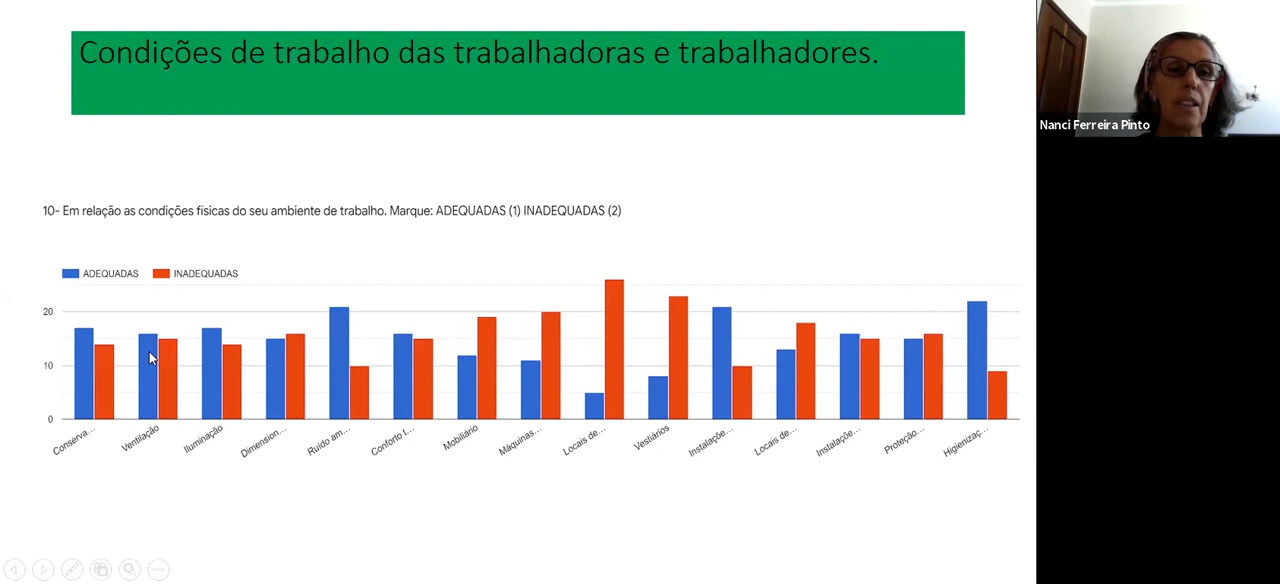 Condições de trabalho das trabalhadoras e trabalhadores.
Nanci Ferreira Pinto
10- Em relação as condições físicas do seu ambiente de trabalho. Marque: ADEQUADAS (1) INADEQUADAS (2)
ADEQUADAS INADEQUADAS
20
10
0
Conserva...
Ventilação
Iluminação
Dimension...
Ruído am...
Conforto t...
Mobiliário
Máquinas...
Locais de...
Vestiários
Instalaçõe...
Locais de...
Instalaçõe...
Proteção...
Higienizaç...